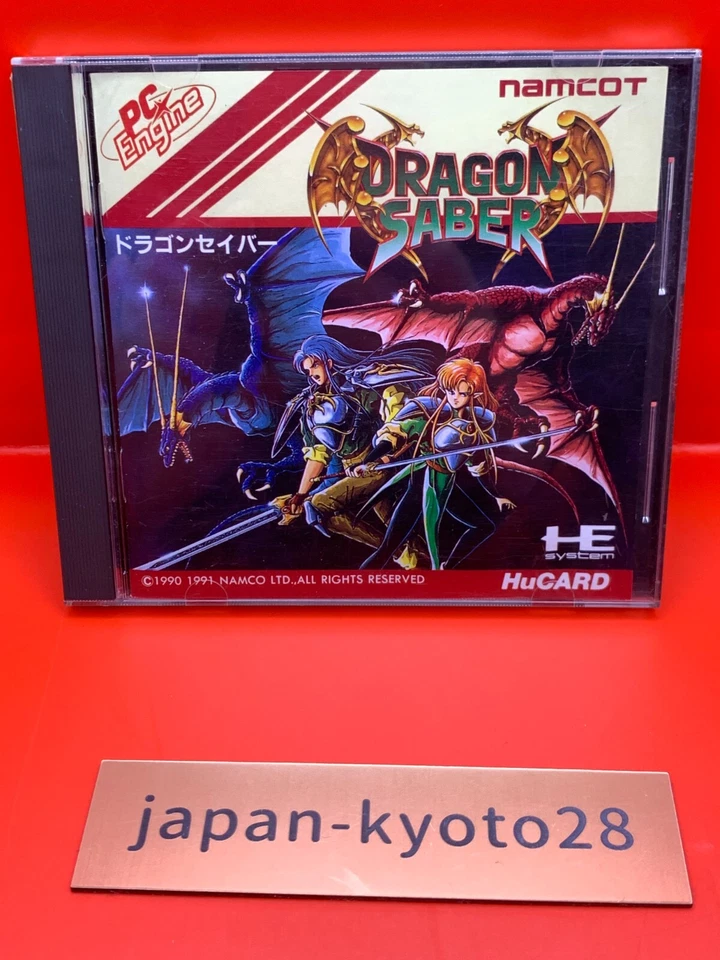 PC Engine
namcoT
DRAGON
SABER
ドラゴンセイバー
HE
system
©1990 1991 NAMCO LTD.,ALL RIGHTS RESERVED
HuCARD
japan-kyoto28